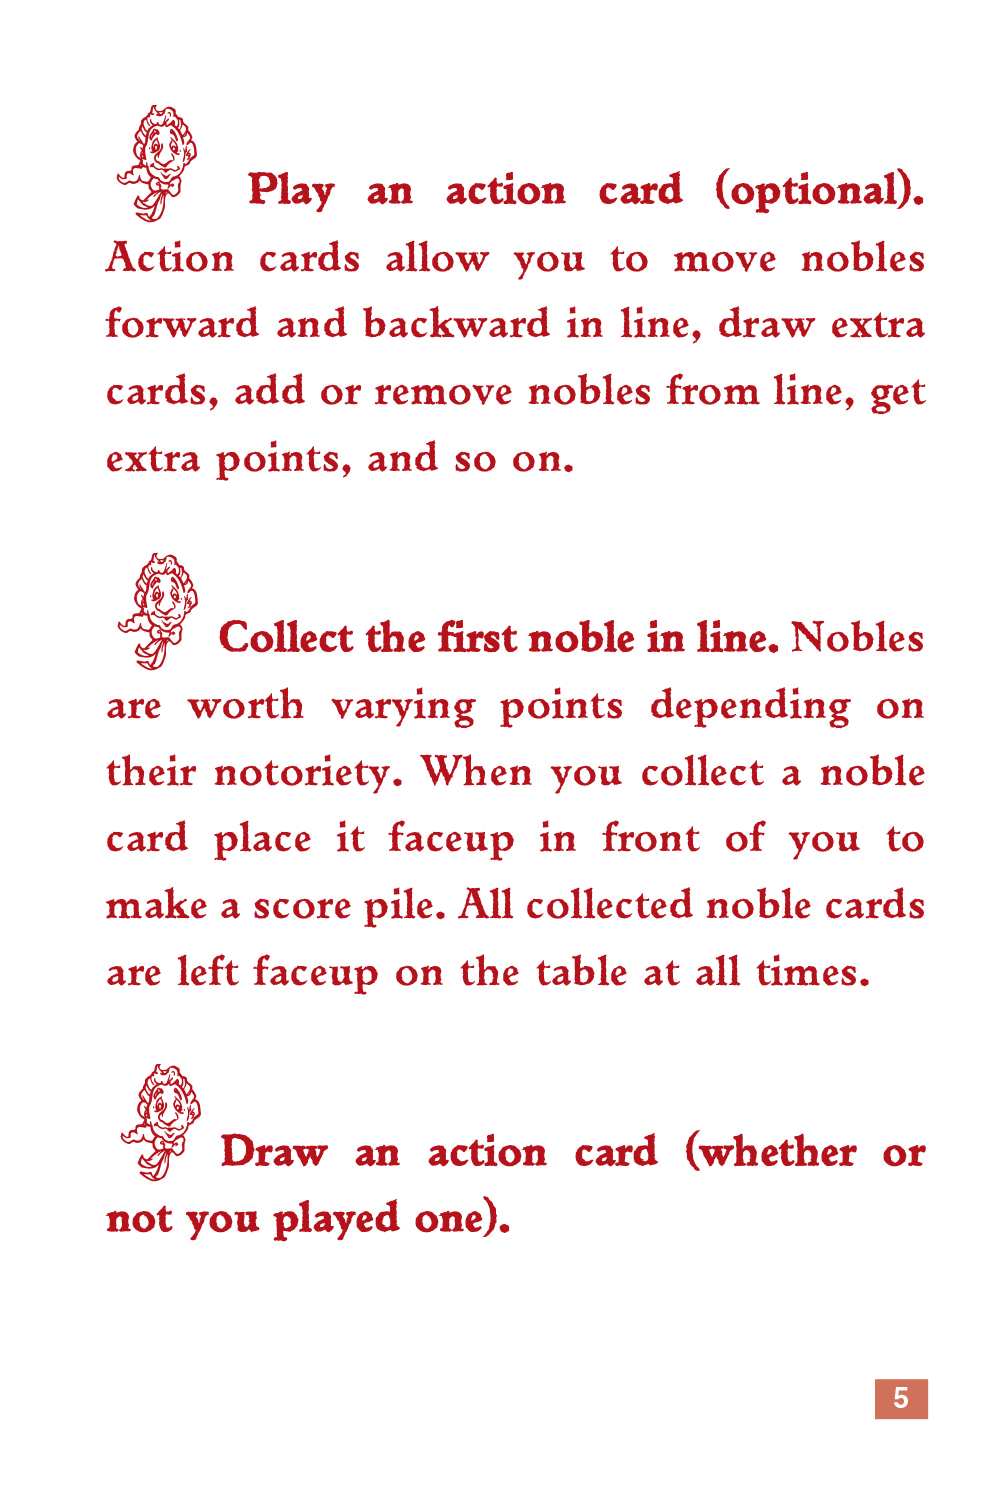 Play an action card (optional).
Action cards allow you to move nobles
forward and backward in line, draw extra
cards, add or remove nobles from line, get
extra points, and so on.
Collect the first noble in line. Nobles
are worth varying points depending on
their notoriety. When you collect a noble
card place it faceup in front of you to
make a score pile. All collected noble cards
are left faceup on the table at all times.
Draw an action card (whether or
not you played one).
5